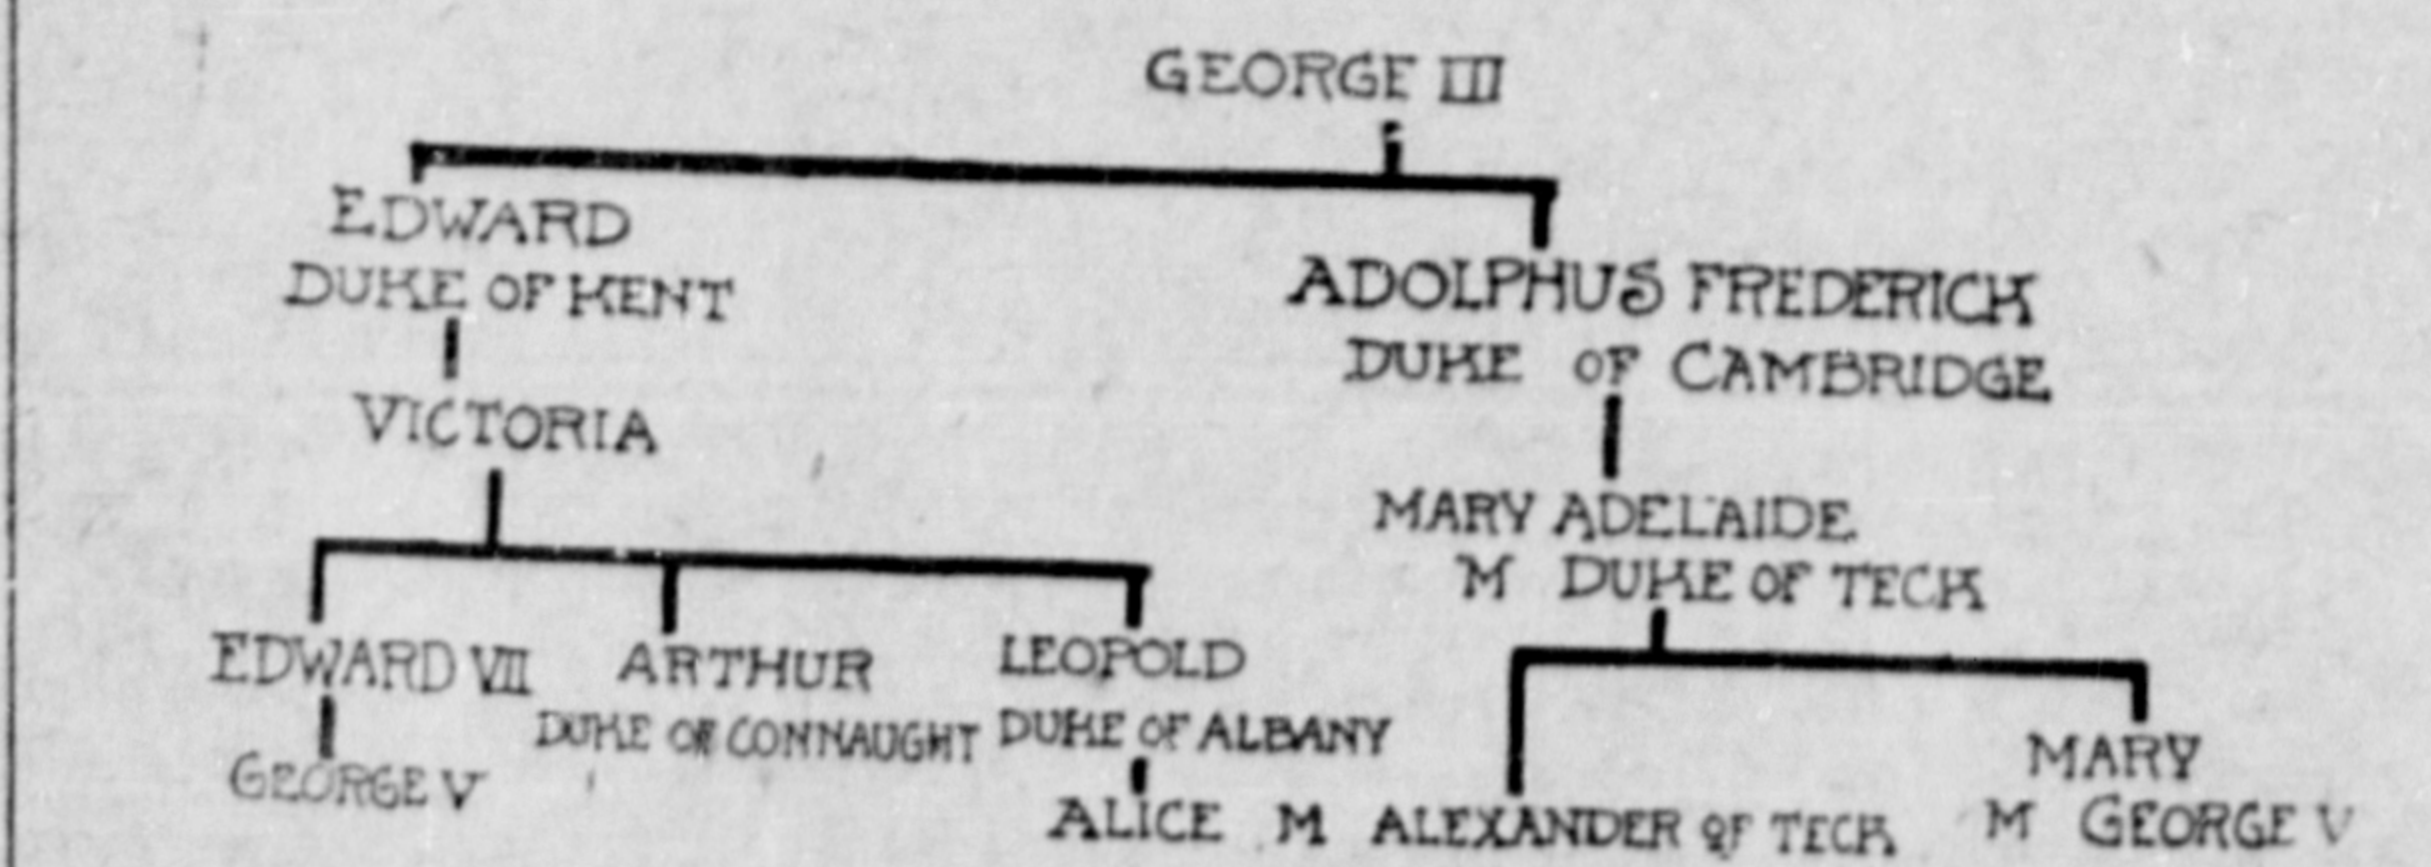 GEORGE III
EDWARD
DUKE OF KENT
ADOLPHUS FREDERICK
DUKE OF CAMBRIDGE
VICTORIA
MARY ADELAIDE
M DUKE OF TECK
EDWARD VII
ARTHUR
DUKE OF CONNAUGHT
LEOPOLD
DUKE OF ALBANY
GEORGE V
ALICE M ALEXANDER OF TECK
MARY
M GEORGE V